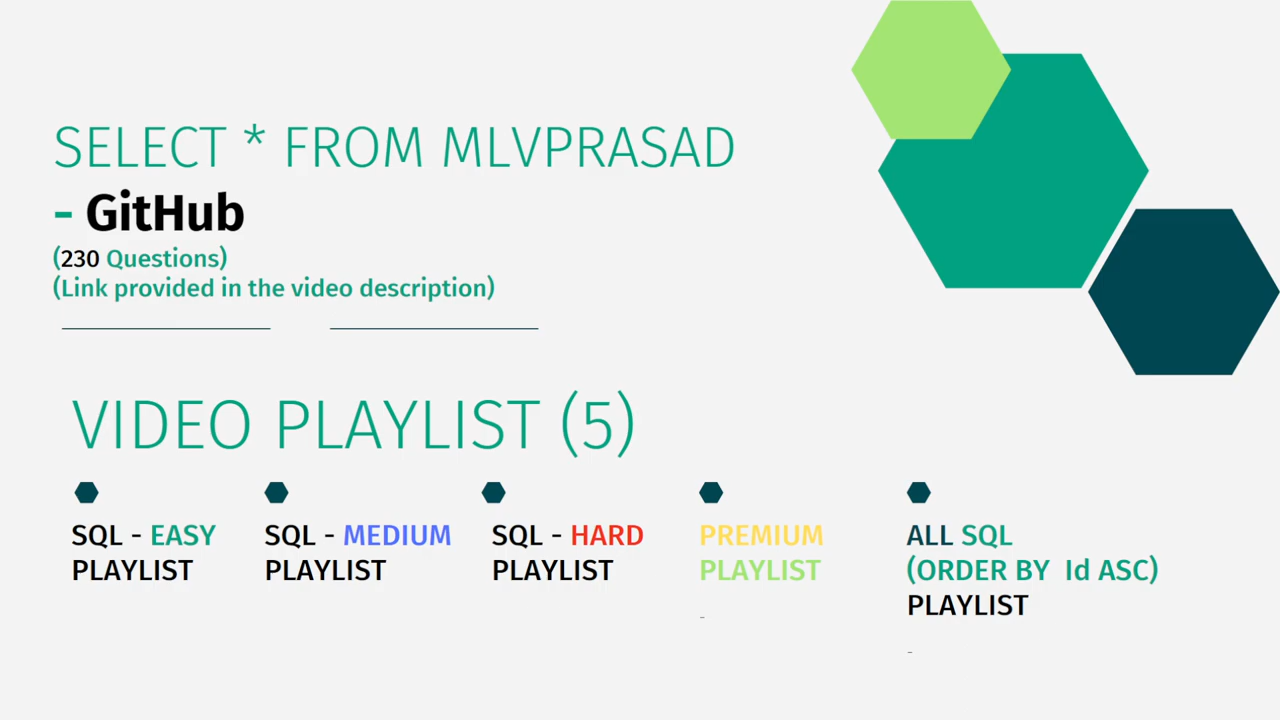 SELECT * FROM MLVPRASAD
- GitHub
(230 Questions)
(Link provided in the video description)
VIDEO PLAYLIST (5)
SQL - EASY
PLAYLIST
SQL - MEDIUM
PLAYLIST
SQL - HARD
PLAYLIST
PREMIUM
PLAYLIST
-
ALL SQL
(ORDER BY Id ASC)
PLAYLIST
-